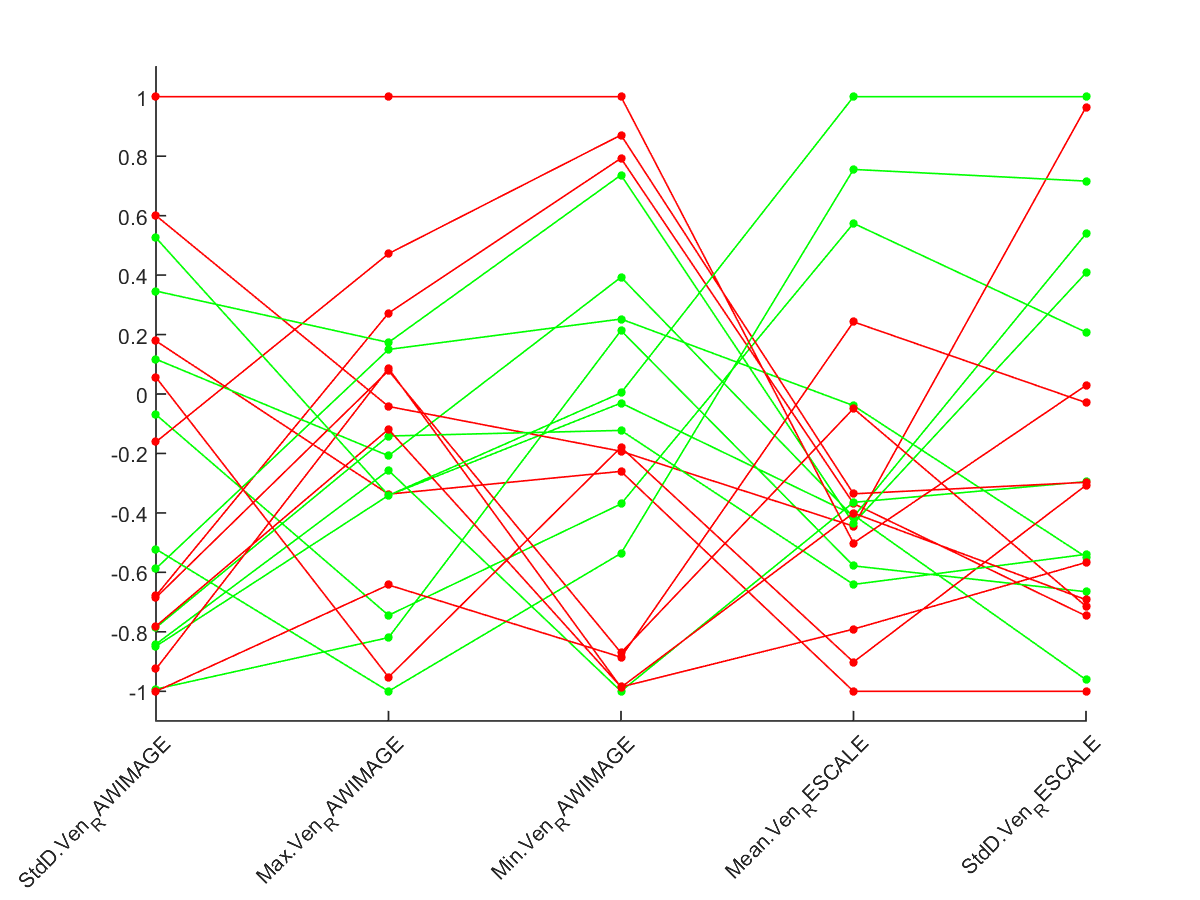 1
0.8
0.6
0.4
0.2
0
-0.2
-0.4
-0.6
-0.8
-1
StdD.Ven_RAWIMAGE
Max.Ven_RAWIMAGE
Min.Ven_RAWIMAGE
Mean.Ven_RESCALE
StdD.Ven_RESCALE